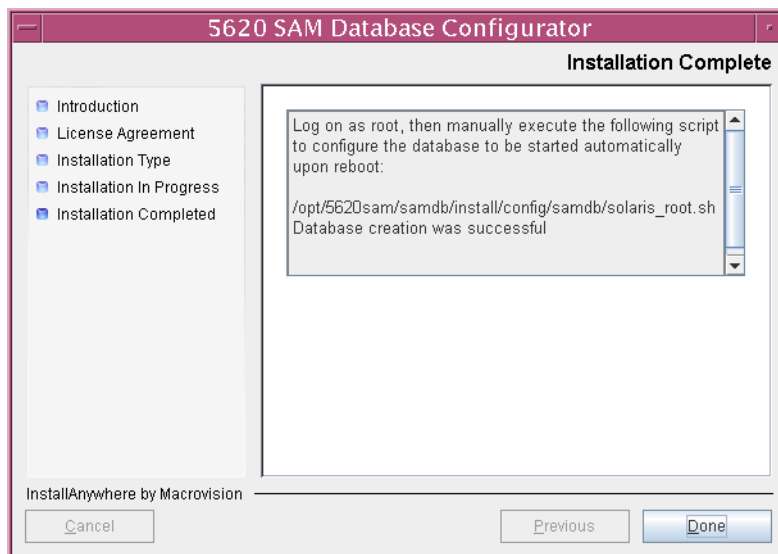 5620 SAM Database Configurator
Installation Complete
Introduction
License Agreement
Installation Type
Installation In Progress
Installation Completed
Log on as root, then manually execute the following script
to configure the database to be started automatically
upon reboot:
/opt/5620sam/samdb/install/config/samdb/solaris_root.sh
Database creation was successful
InstallAnywhere by Macrovision
Cancel
Previous
Done